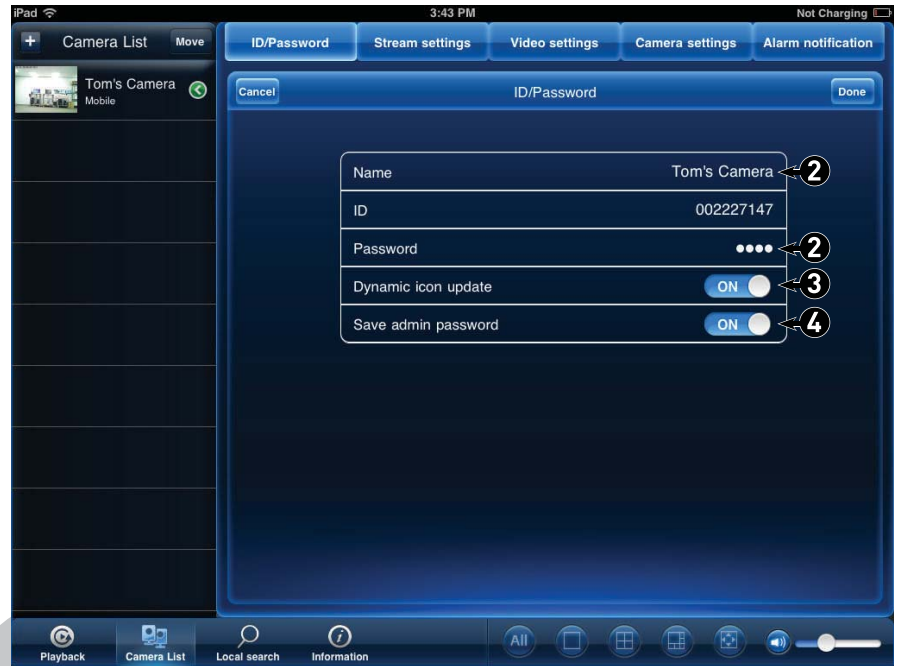 iPad 3:43 PM Not Charging
+ Camera List Move ID/Password Stream settings Video settings Camera settings Alarm notification
Tom's Camera
Mobile
Cancel ID/Password Done
Name Tom's Camera 2
ID 002227147
Password •••• 2
Dynamic icon update ON 3
Save admin password ON 4
Playback Camera List Local search Information All